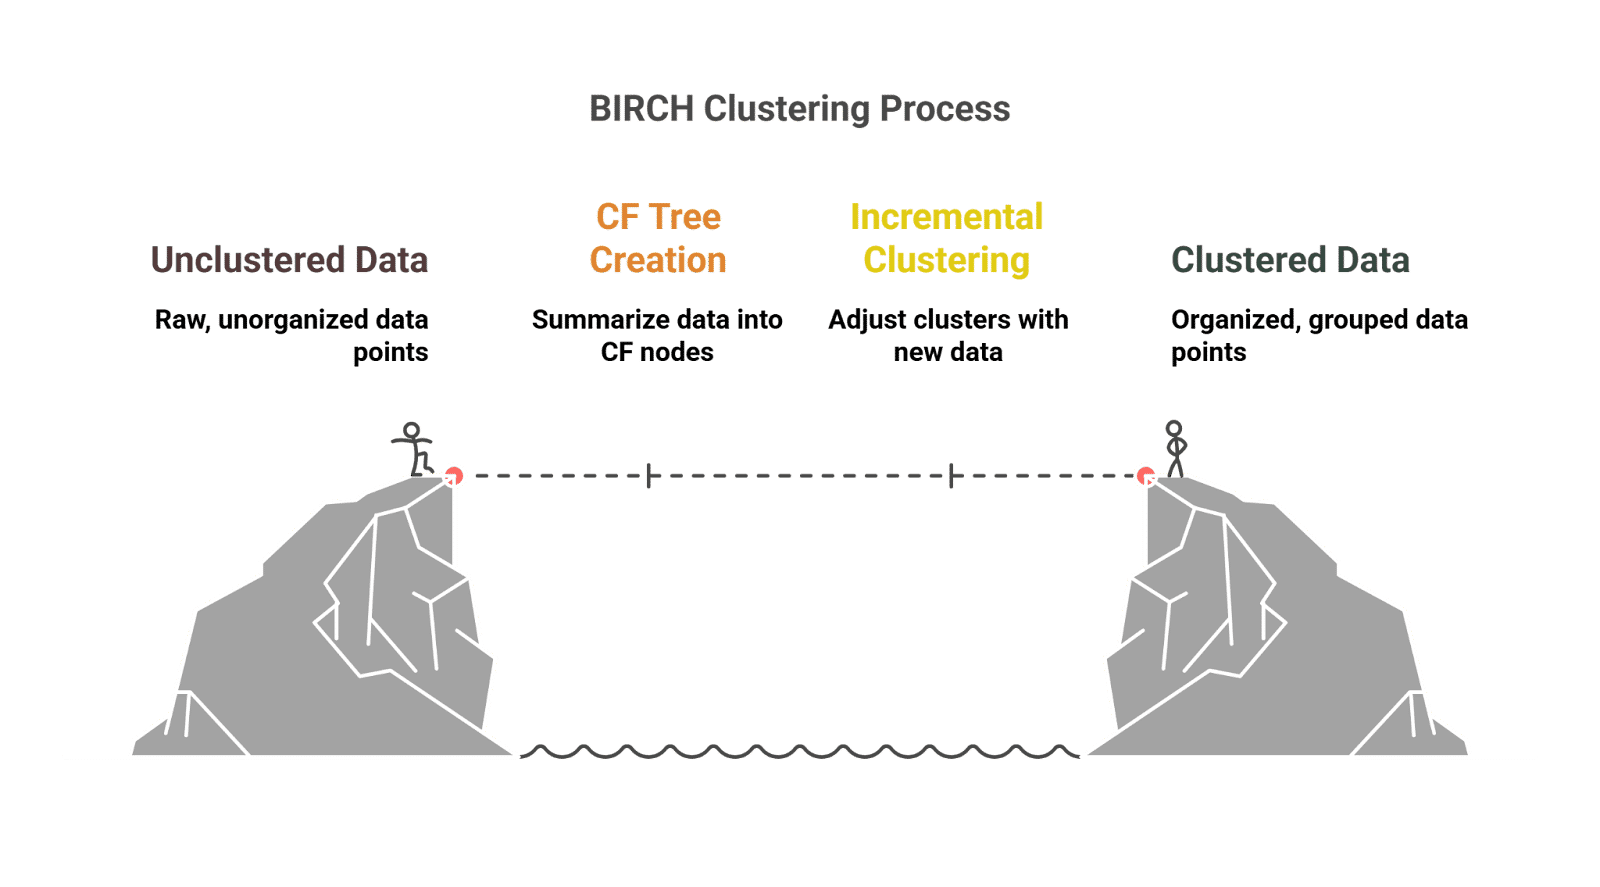 BIRCH Clustering Process
Unclustered Data
Raw, unorganized data
points
CF Tree
Creation
Summarize data into
CF nodes
Incremental
Clustering
Adjust clusters with
new data
Clustered Data
Organized, grouped data
points